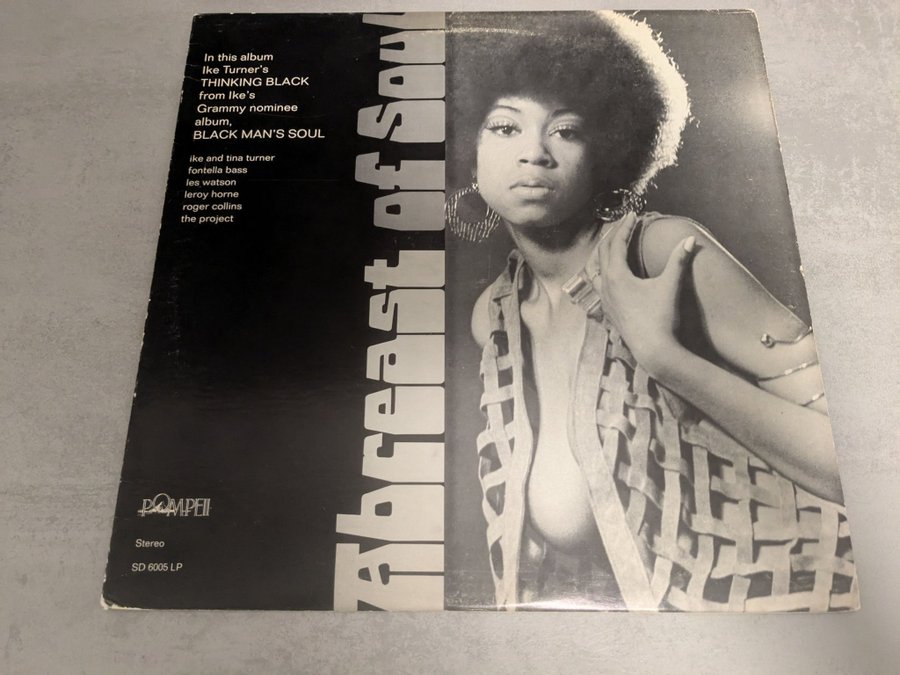 In this album
Ike Turner's
THINKING BLACK
from Ike's
Grammy nominee
album,
BLACK MAN'S SOUL
ike and tina turner
fontella bass
les watson
leroy horne
roger collins
the project
Abreast of Soul
POMPEII
Stereo
SD 6005 LP